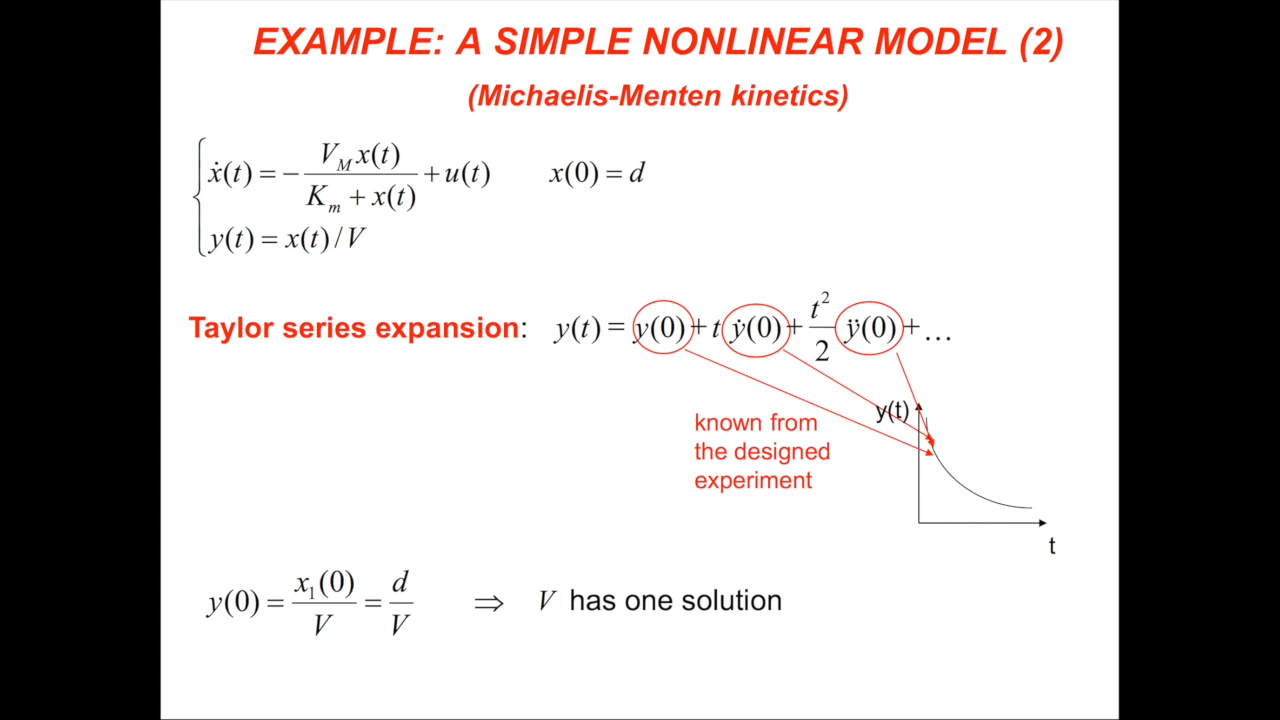 EXAMPLE: A SIMPLE NONLINEAR MODEL (2)
(Michaelis-Menten kinetics)
ẋ(t) = − V_M x(t) / (K_m + x(t)) + u(t)    x(0) = d
y(t) = x(t) / V
Taylor series expansion: y(t) = y(0) + t ẏ(0) + t²/2 ÿ(0) + …
y(t)
known from
the designed
experiment
t
y(0) = x₁(0)/V = d/V ⇒ V has one solution